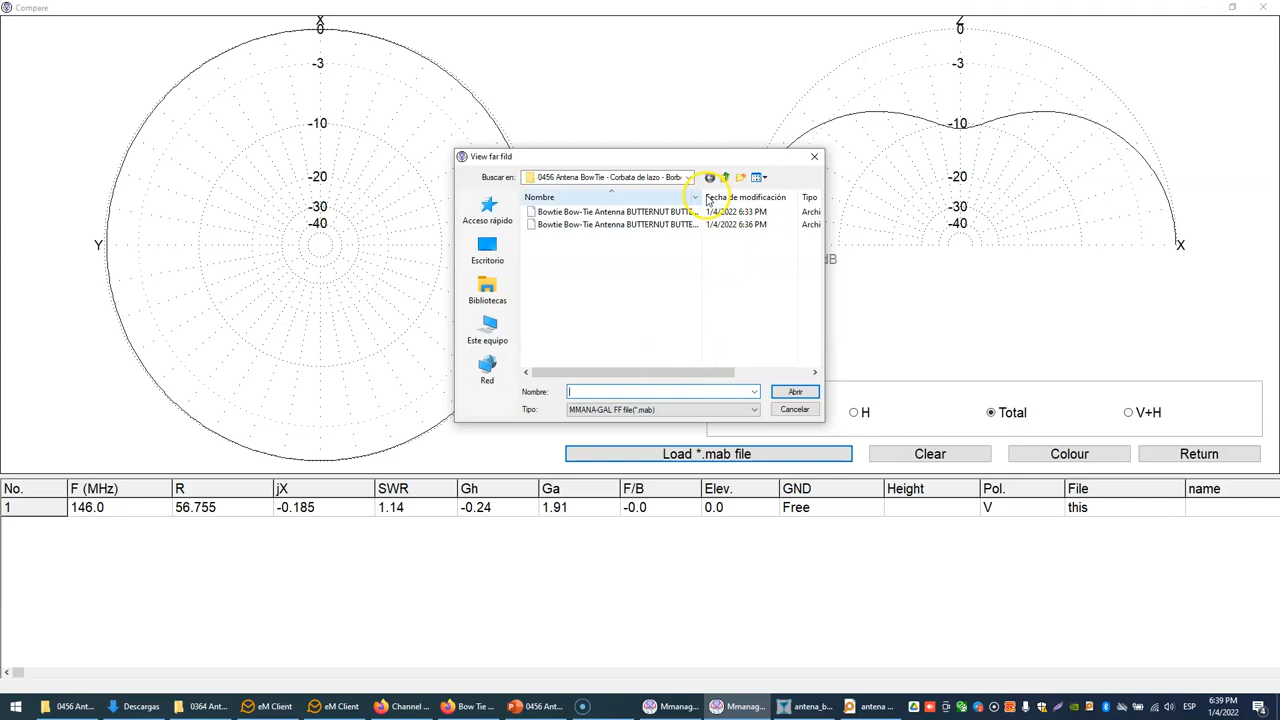 Compare
X
0
-3
-10
-20
-30
-40
Y
Z
0
-3
-10
-20
-30
-40
X
dB
View far fild
Buscar en:
0456 Antena BowTie - Corbata de lazo - Borb
Nombre
Fecha de modificación
Tipo
Bowtie Bow-Tie Antenna BUTTERNUT BUTTE...
1/4/2022 6:33 PM
Archi
Bowtie Bow-Tie Antenna BUTTERNUT BUTTE...
1/4/2022 6:36 PM
Archi
Acceso rápido
Escritorio
Bibliotecas
Este equipo
Red
Nombre:
Abrir
Tipo:
MMANA-GAL FF file(*.mab)
Cancelar
H
Total
V+H
Load *.mab file
Clear
Colour
Return
No. F (MHz) R jX SWR Gh Ga F/B Elev. GND Height Pol. File name
1 146.0 56.755 -0.185 1.14 -0.24 1.91 -0.0 0.0 Free V this
0456 Ant...
Descargas
0364 Ant...
eM Client
eM Client
Channel ...
Bow Tie ...
0456 Ant...
Mmanag...
Mmanag...
antena_b...
antena ...
ESP
6:39 PM
1/4/2022